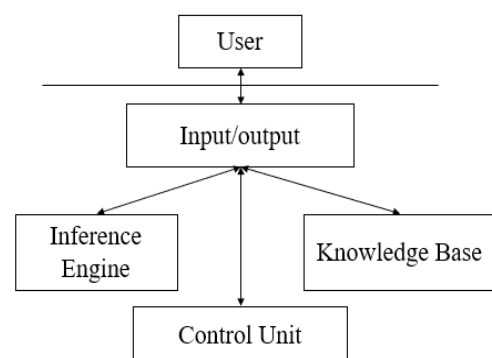 User
Input/output
Inference
Engine
Knowledge Base
Control Unit